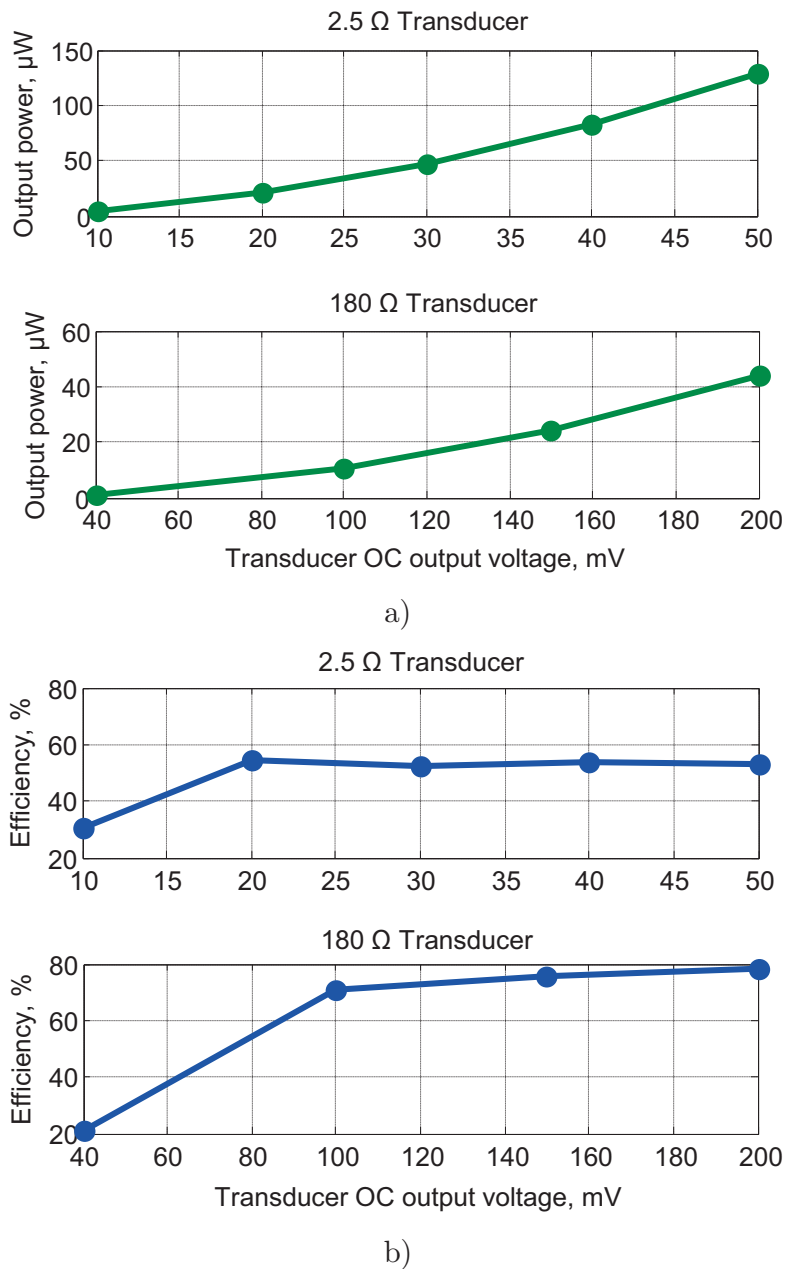 2.5 Ω Transducer
Output power, µW
150
100
50
0
10 15 20 25 30 35 40 45 50
180 Ω Transducer
Output power, µW
60
40
20
0
40 60 80 100 120 140 160 180 200
Transducer OC output voltage, mV
a)
2.5 Ω Transducer
Efficiency, %
80
60
40
20
10 15 20 25 30 35 40 45 50
180 Ω Transducer
Efficiency, %
80
60
40
20
40 60 80 100 120 140 160 180 200
Transducer OC output voltage, mV
b)